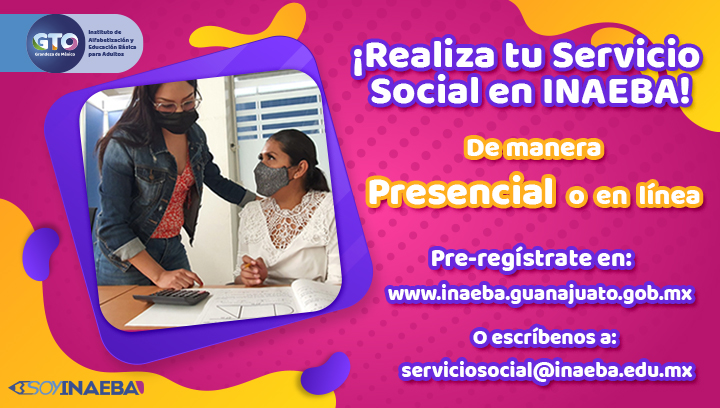 GTO
Grandeza de México
Instituto de
Alfabetización y
Educación Básica
para Adultos
¡Realiza tu Servicio
Social en INAEBA!
De manera
Presencial o en línea
Pre-regístrate en:
www.inaeba.guanajuato.gob.mx
O escríbenos a:
serviciosocial@inaeba.edu.mx
SOYINAEBA